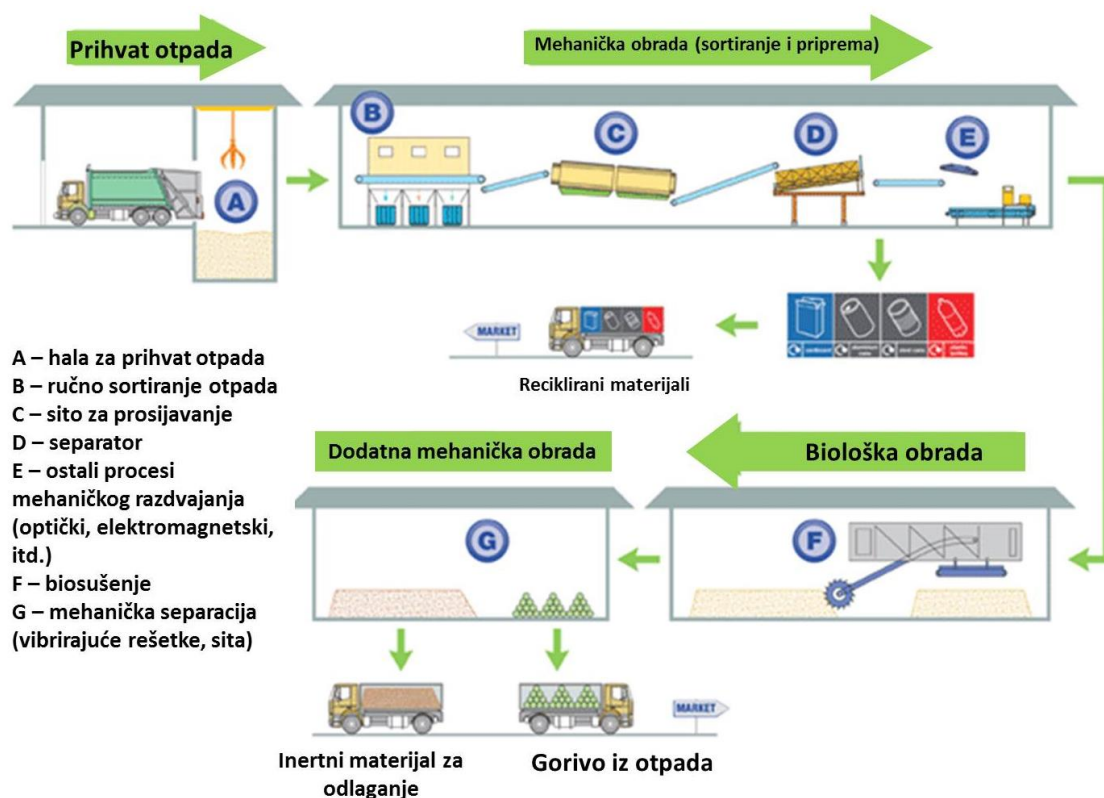 Prihvat otpada
Mehanička obrada (sortiranje i priprema)
B
C
D
E
A
MARKET
Reciklirani materijali
A – hala za prihvat otpada
B – ručno sortiranje otpada
C – sito za prosijavanje
D – separator
E – ostali procesi
mehaničkog razdvajanja
(optički, elektromagnetski,
itd.)
F – biosušenje
G – mehanička separacija
(vibrirajuće rešetke, sita)
Dodatna mehanička obrada
Biološka obrada
G
F
MARKET
Inertni materijal za
odlaganje
Gorivo iz otpada